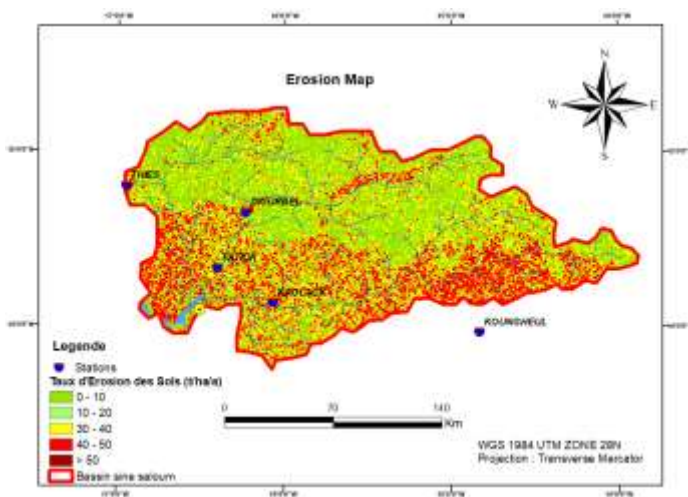 Erosion Map
N
W
E
S
THIES
DIOURBEL
FATICK
KAOLACK
KOUNGHEUL
Legende
Stations
Taux d'Erosion des Sols (t/ha/a)
0 - 10
10 - 20
30 - 40
40 - 50
> 50
Bassin sine saloum
0
70
140
Km
WGS 1984 UTM ZONE 28N
Projection : Transverse Mercator